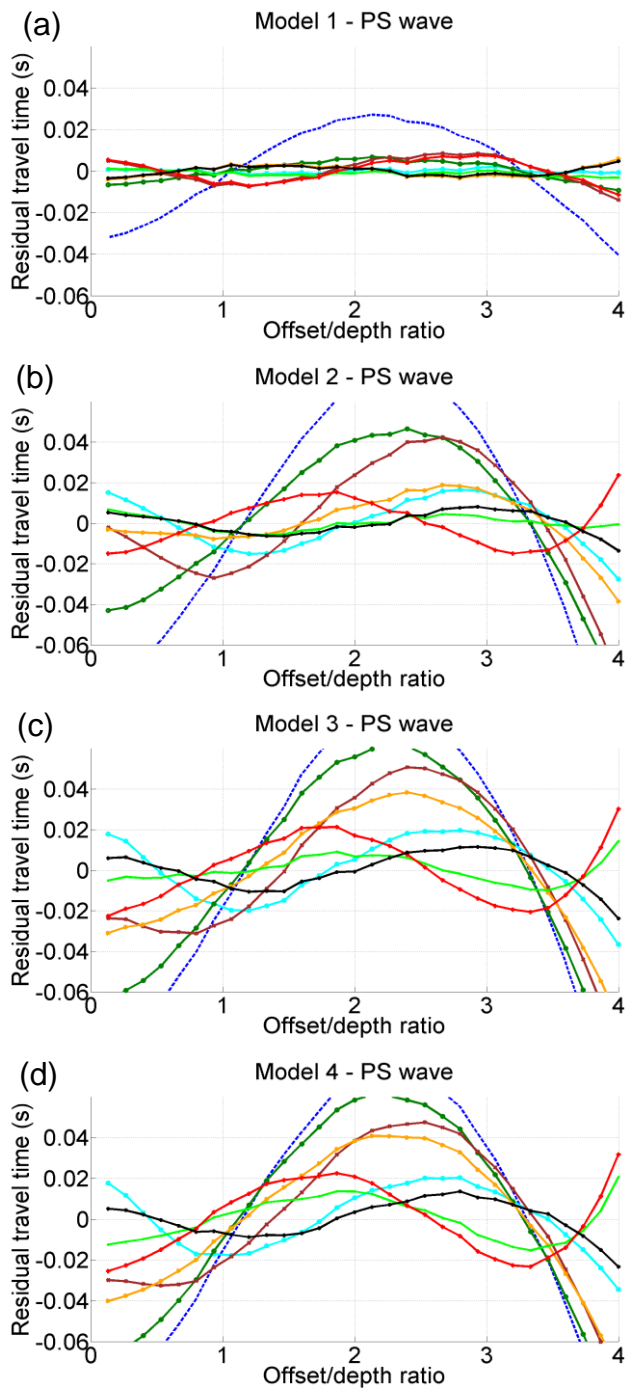 (a)
Model 1 - PS wave
Residual travel time (s)
0.04
0.02
0
-0.02
-0.04
-0.06
0 1 2 3 4
Offset/depth ratio
(b)
Model 2 - PS wave
Residual travel time (s)
0.04
0.02
0
-0.02
-0.04
-0.06
0 1 2 3 4
Offset/depth ratio
(c)
Model 3 - PS wave
Residual travel time (s)
0.04
0.02
0
-0.02
-0.04
-0.06
0 1 2 3 4
Offset/depth ratio
(d)
Model 4 - PS wave
Residual travel time (s)
0.04
0.02
0
-0.02
-0.04
-0.06
0 1 2 3 4
Offset/depth ratio